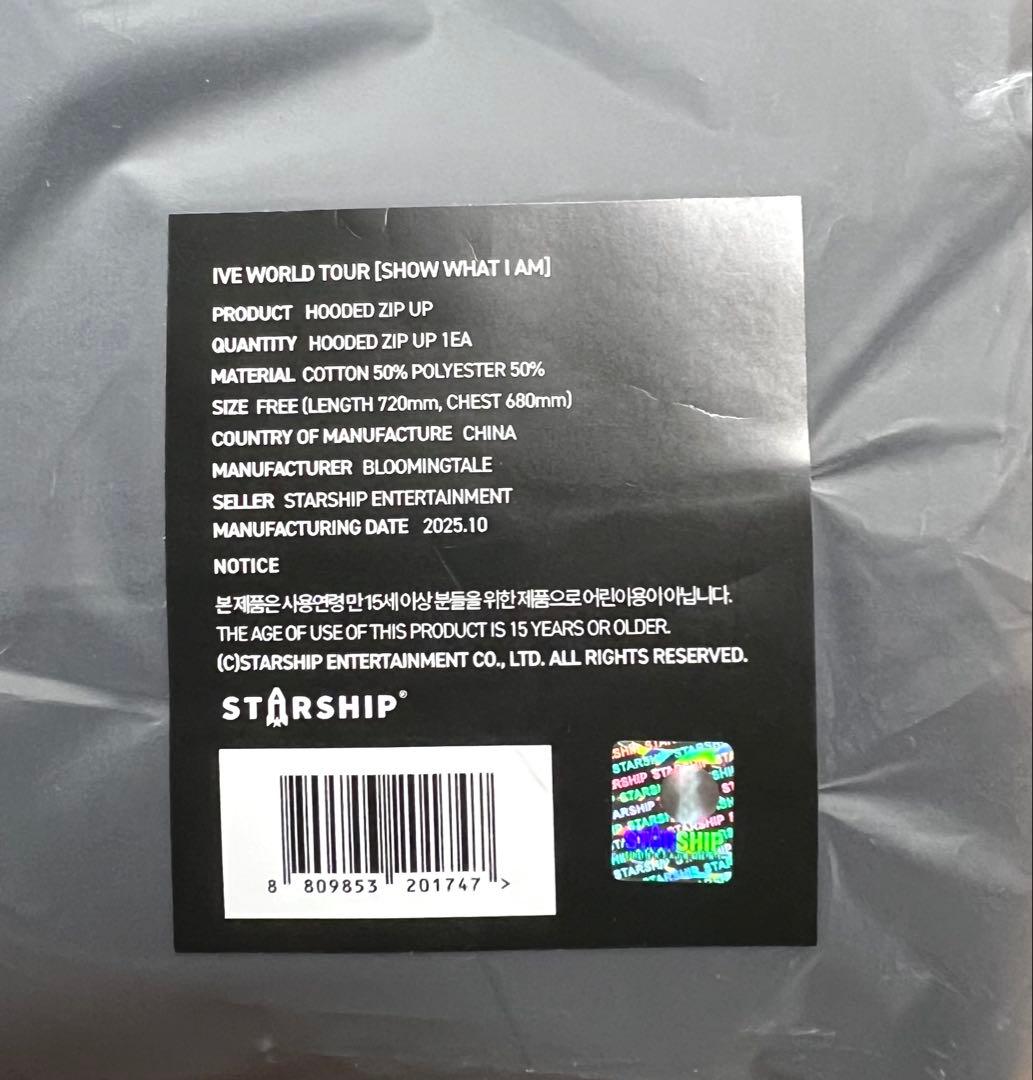 IVE WORLD TOUR [SHOW WHAT I AM]
PRODUCT HOODED ZIP UP
QUANTITY HOODED ZIP UP 1EA
MATERIAL COTTON 50% POLYESTER 50%
SIZE FREE (LENGTH 720mm, CHEST 680mm)
COUNTRY OF MANUFACTURE CHINA
MANUFACTURER BLOOMINGTALE
SELLER STARSHIP ENTERTAINMENT
MANUFACTURING DATE 2025.10
NOTICE
본 제품은 사용연령 만 15세 이상 분들을 위한 제품으로 어린이용이 아닙니다.
THE AGE OF USE OF THIS PRODUCT IS 15 YEARS OR OLDER.
(C)STARSHIP ENTERTAINMENT CO., LTD. ALL RIGHTS RESERVED.
STARSHIP®
8 809853 201747 >
STARSHIP